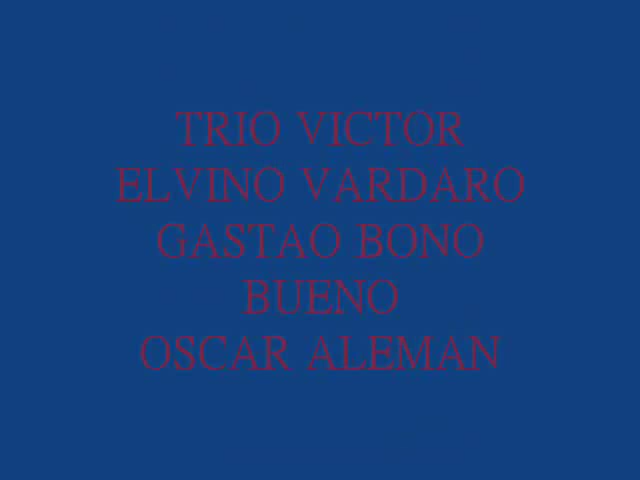 TRIO VICTOR
ELVINO VARDARO
GASTAO BONO
BUENO
OSCAR ALEMAN